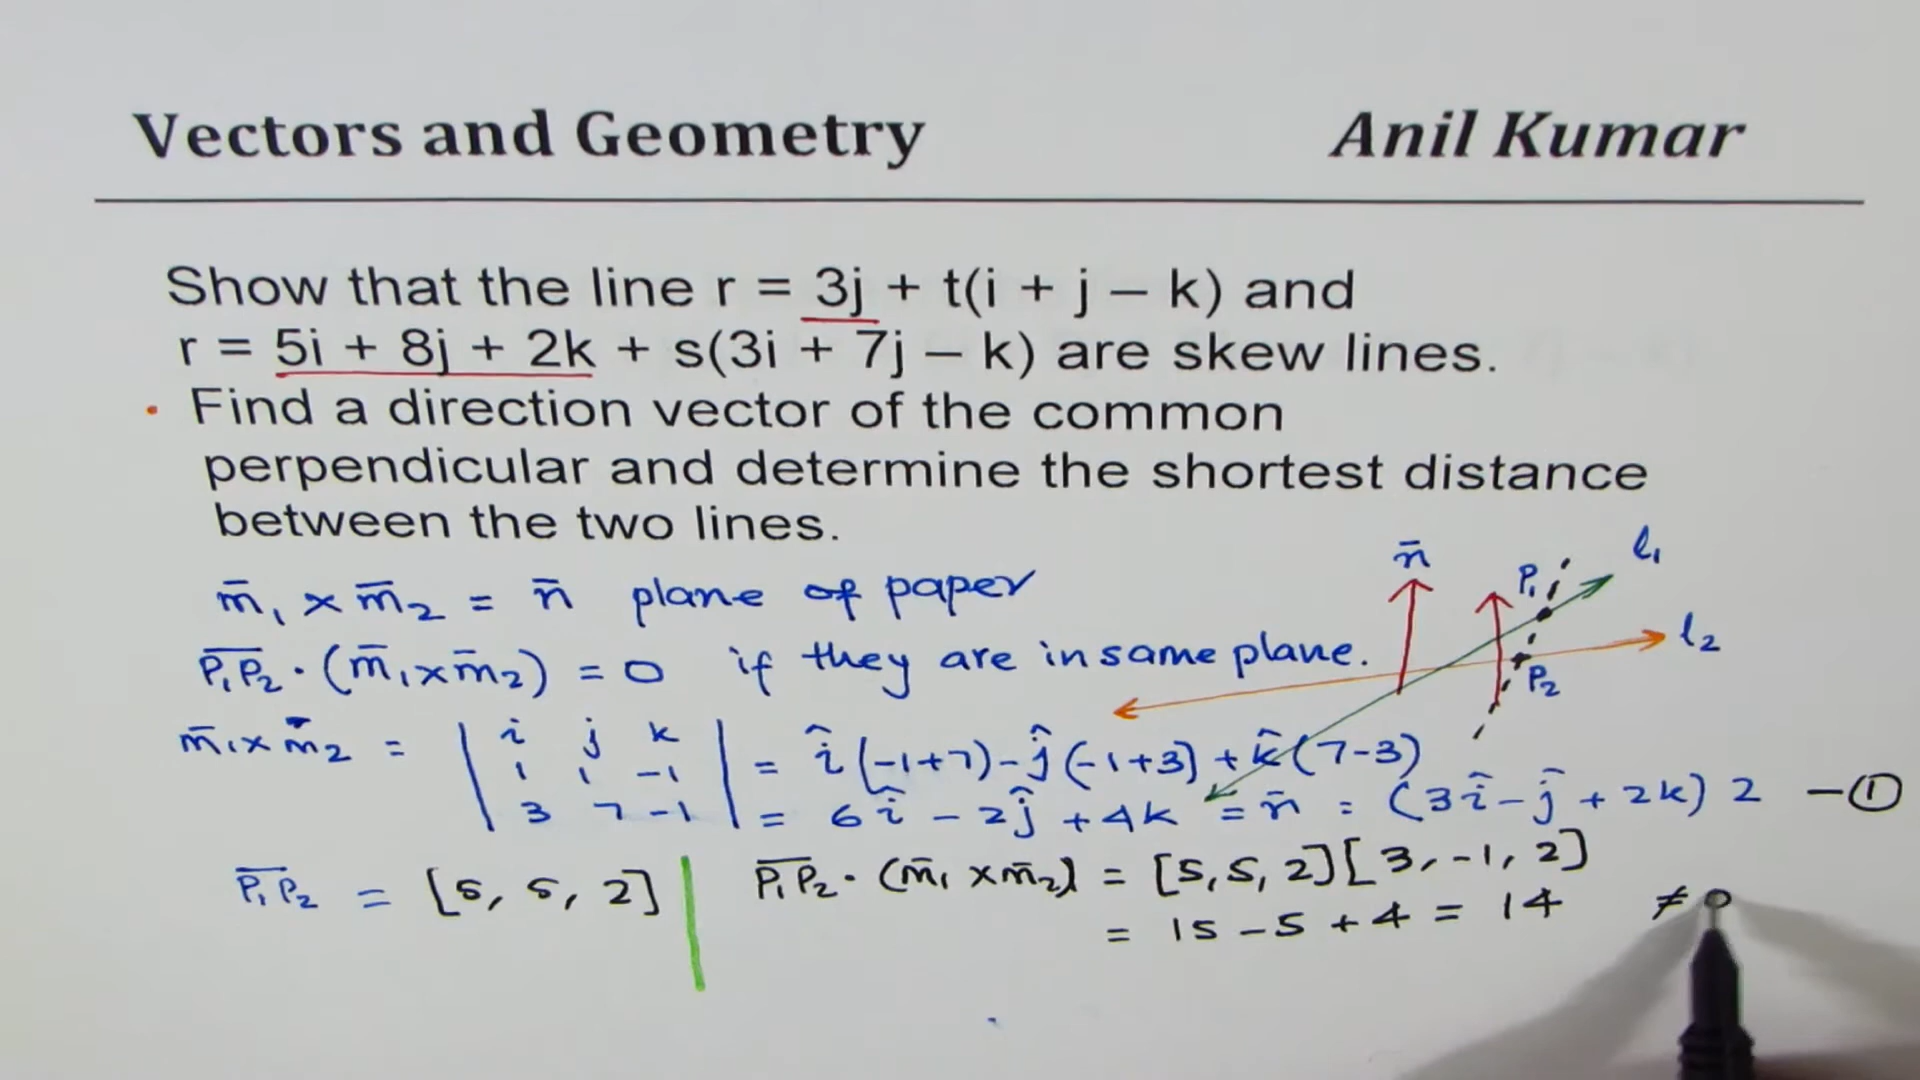 Vectors and Geometry Anil Kumar
Show that the line r = 3j + t(i + j – k) and
r = 5i + 8j + 2k + s(3i + 7j – k) are skew lines.
• Find a direction vector of the common
perpendicular and determine the shortest distance
between the two lines.
n̄ P₁ l₁
m̄₁ × m̄₂ = n̄ plane of paper
l₂
P₂
P₁P₂ · (m̄₁ × m̄₂) = 0 if they are in same plane.
m̄₁ × m̄₂ = | i j k | = î(-1+7) - ĵ(-1+3) + k̂(7-3)
1 1 -1
3 7 -1 = 6î - 2ĵ + 4k = n̄ = (3î - ĵ + 2k) 2 - ①
P₁P₂ = [5, 5, 2] P₁P₂ · (m̄₁ × m̄₂) = [5, 5, 2][3, -1, 2]
= 15 - 5 + 4 = 14 ≠ 0